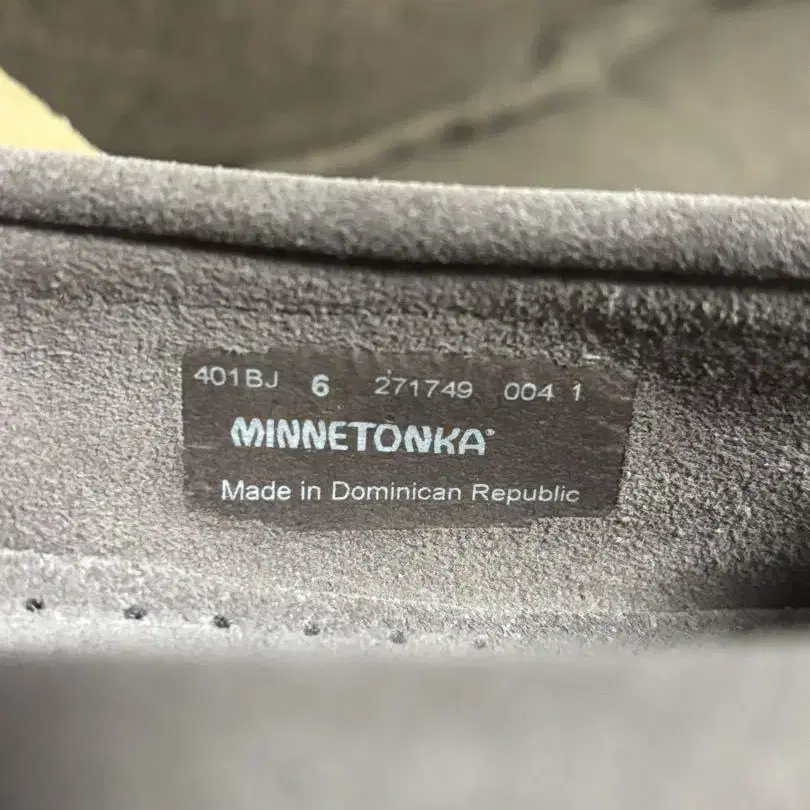 401BJ 6 271749 004 1
MINNETONKA®
Made in Dominican Republic